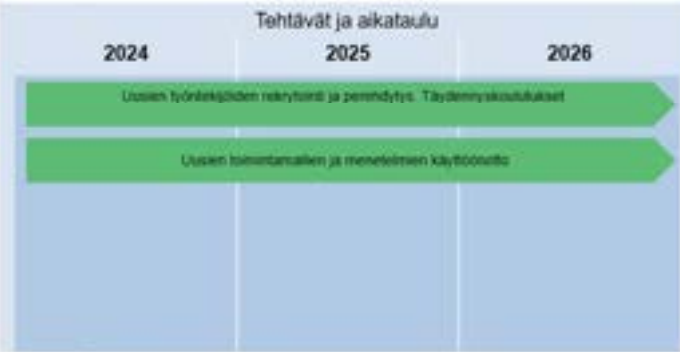 Tehtävät ja aikataulu
2024 2025 2026
Uusien työntekijöiden rekrytointi ja perehdytys. Täydennyskoulutukset
Uusien toimintamallien ja menetelmien käyttöönotto